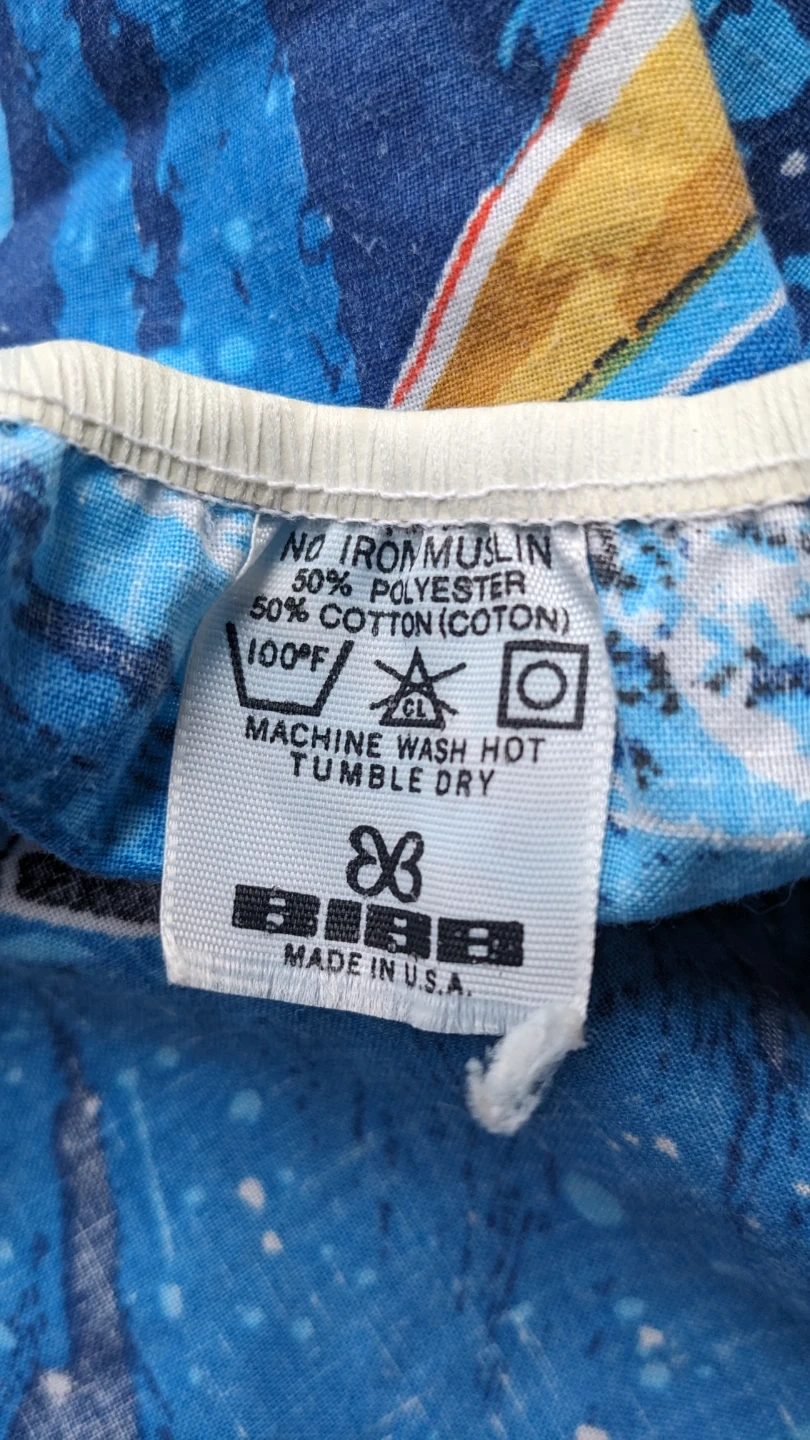 NO IRON MUSLIN
50% POLYESTER
50% COTTON (COTON)
100°F
CL
MACHINE WASH HOT
TUMBLE DRY
BIBB
MADE IN U.S.A.